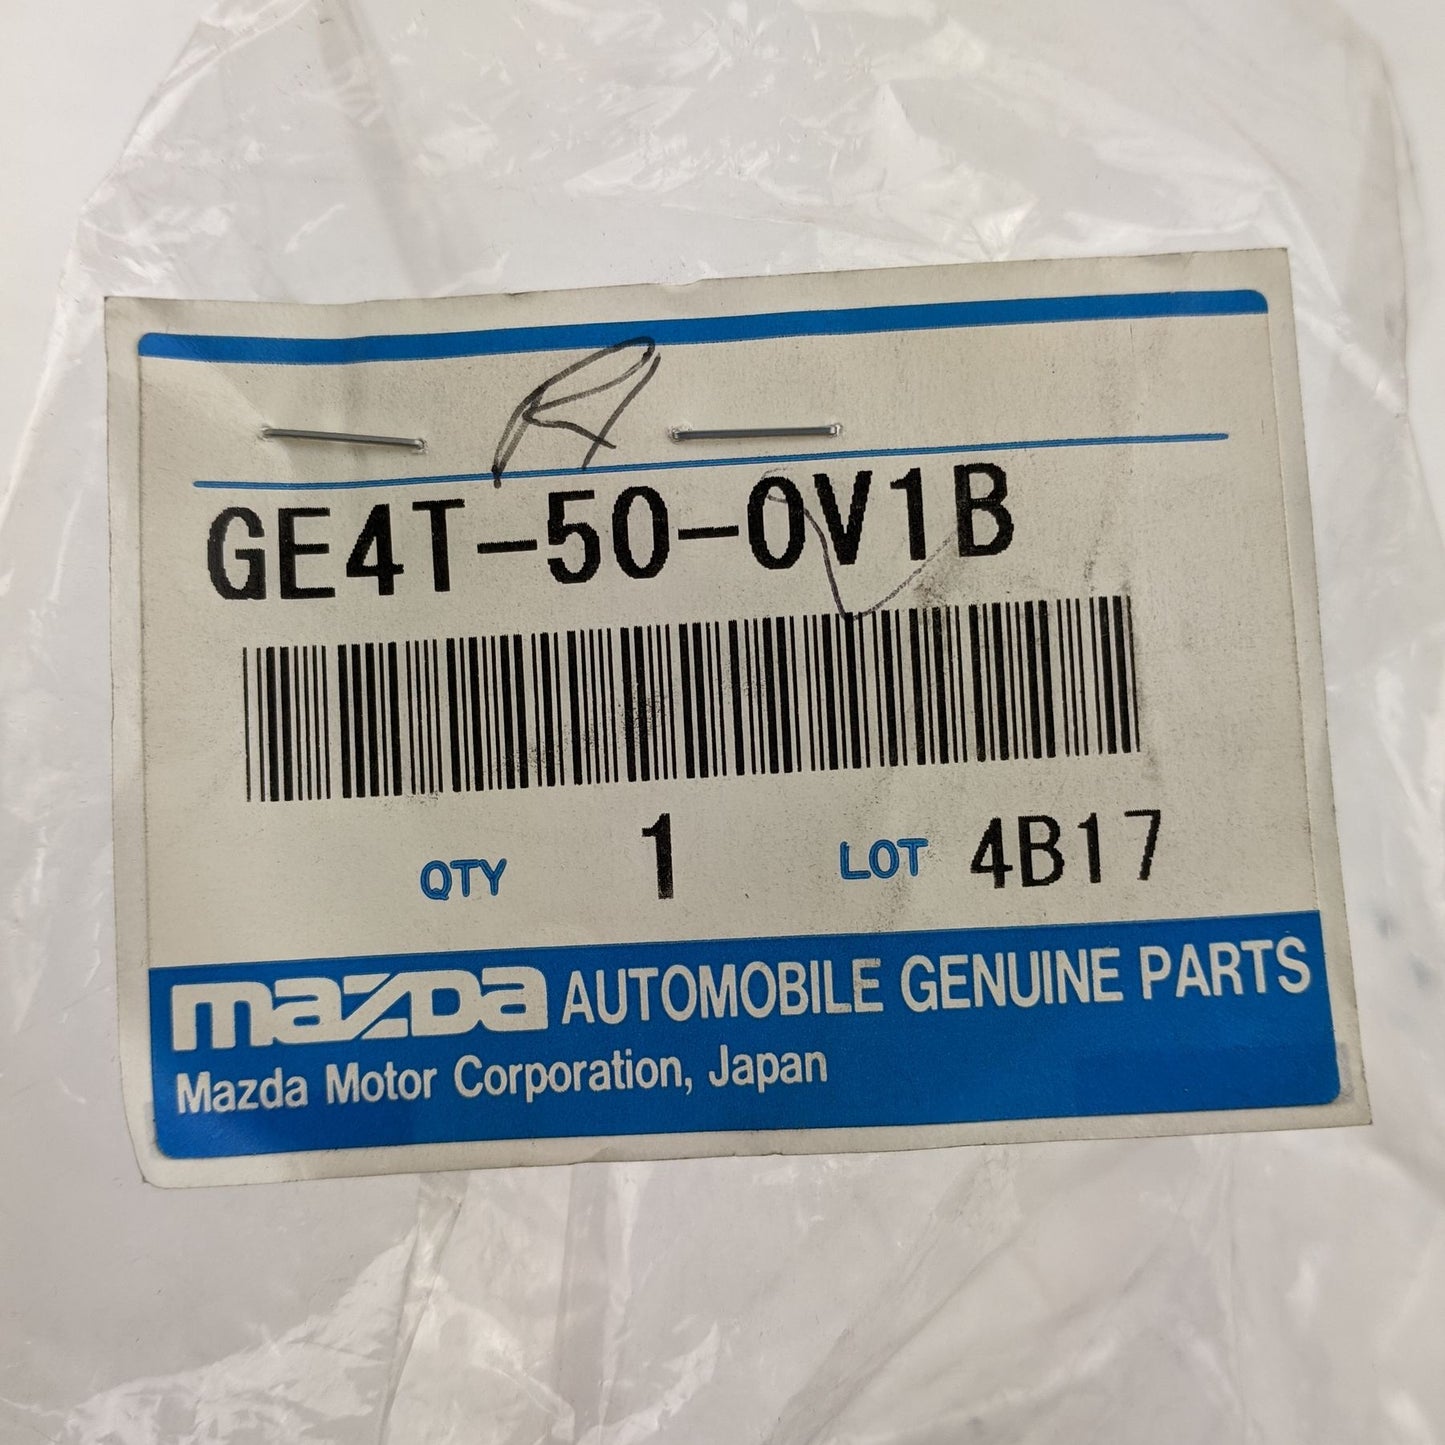 GE4T-50-0V1B
QTY 1 LOT 4B17
mazda AUTOMOBILE GENUINE PARTS
Mazda Motor Corporation, Japan